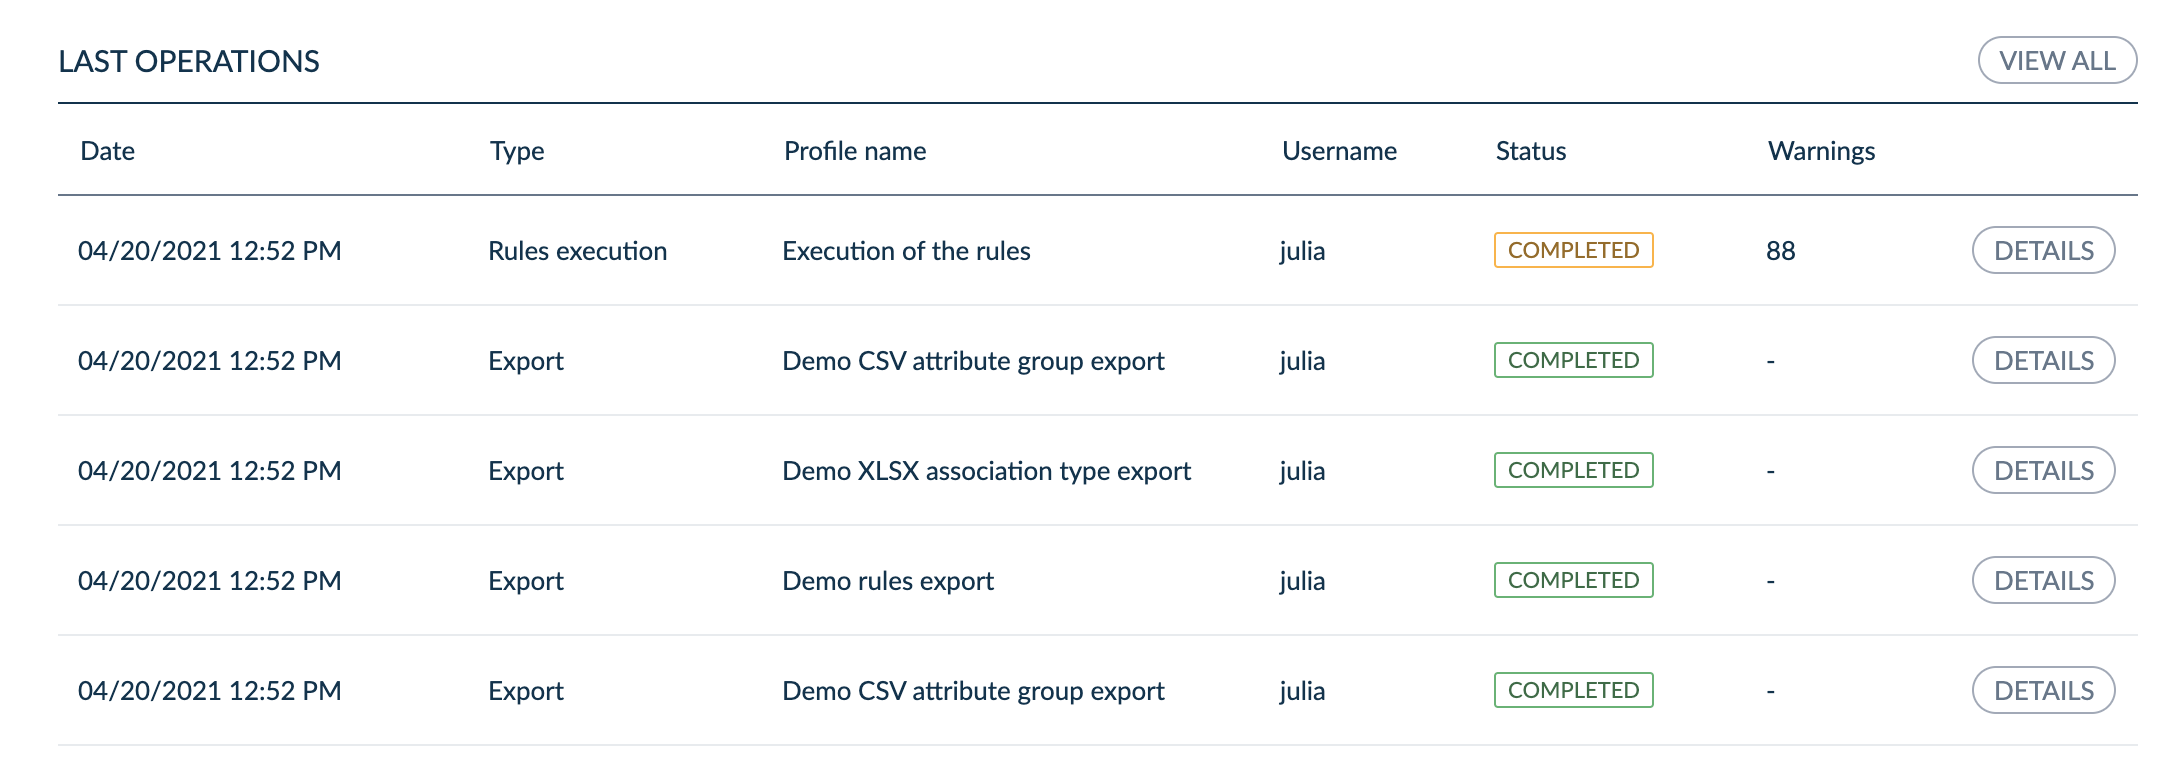 LAST OPERATIONS VIEW ALL
Date Type Profile name Username Status Warnings
04/20/2021 12:52 PM Rules execution Execution of the rules julia COMPLETED 88 DETAILS
04/20/2021 12:52 PM Export Demo CSV attribute group export julia COMPLETED - DETAILS
04/20/2021 12:52 PM Export Demo XLSX association type export julia COMPLETED - DETAILS
04/20/2021 12:52 PM Export Demo rules export julia COMPLETED - DETAILS
04/20/2021 12:52 PM Export Demo CSV attribute group export julia COMPLETED - DETAILS